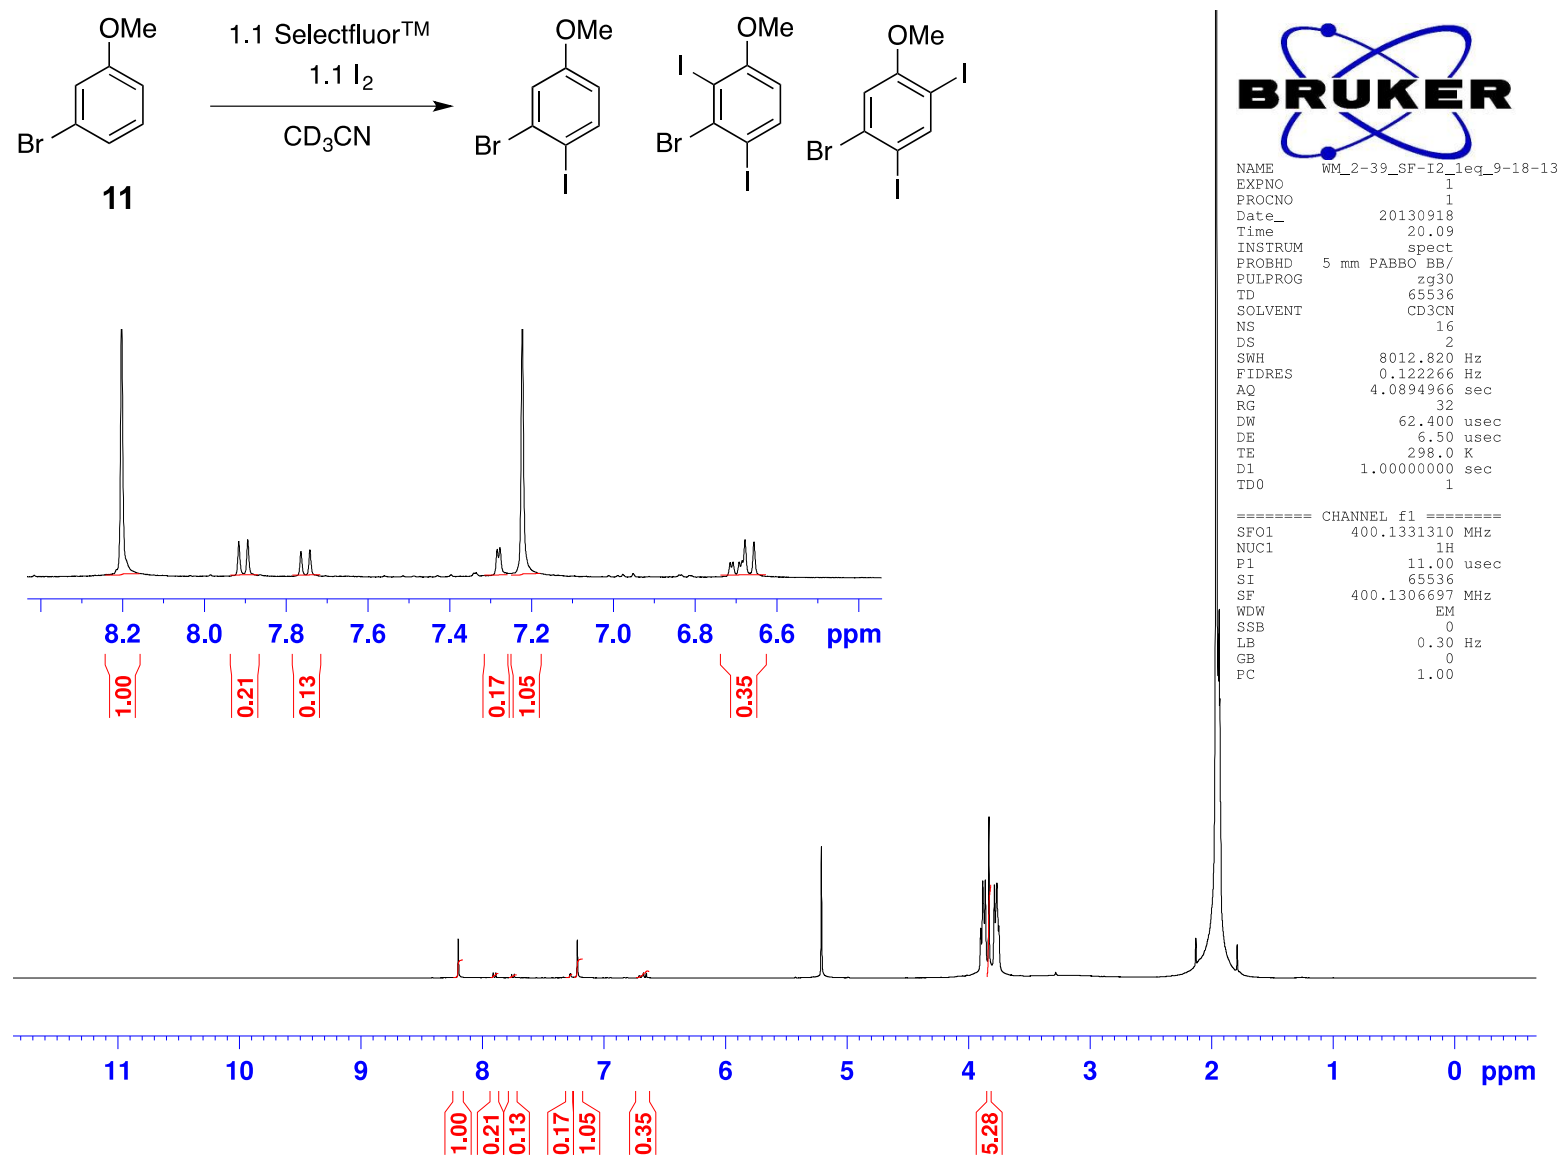 OMe
1.1 Selectfluor™
1.1 I2
CD3CN
Br
11
OMe
Br
I
OMe
I
Br
I
OMe
I
Br
I
BRUKER
NAME WM_2-39_SF-I2_1eq_9-18-13
EXPNO 1
PROCNO 1
Date_ 20130918
Time 20.09
INSTRUM spect
PROBHD 5 mm PABBO BB/
PULPROG zg30
TD 65536
SOLVENT CD3CN
NS 16
DS 2
SWH 8012.820 Hz
FIDRES 0.122266 Hz
AQ 4.0894966 sec
RG 32
DW 62.400 usec
DE 6.50 usec
TE 298.0 K
D1 1.00000000 sec
TD0 1
======== CHANNEL f1 ========
SFO1 400.1331310 MHz
NUC1 1H
P1 11.00 usec
SI 65536
SF 400.1306697 MHz
WDW EM
SSB 0
LB 0.30 Hz
GB 0
PC 1.00
8.2 8.0 7.8 7.6 7.4 7.2 7.0 6.8 6.6 ppm
1.00 0.21 0.13 0.17 1.05 0.35
11 10 9 8 7 6 5 4 3 2 1 0 ppm
1.00 0.21 0.13 0.17 1.05 0.35 5.28